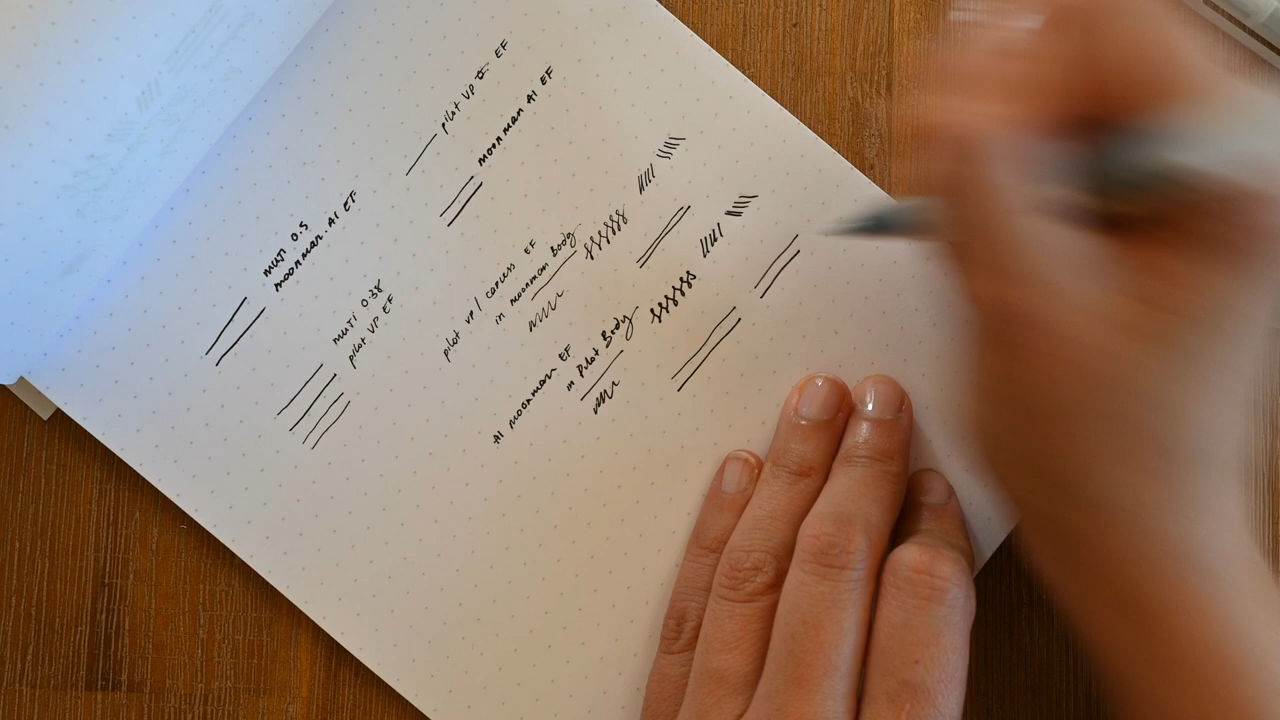 pilot VP EF
moonman A1 EF
muji 0.5
moonman A1 EF
muji 0.38
pilot VP EF
pilot VP / capless EF
in moonman Body
A1 moonman EF
in Pilot Body